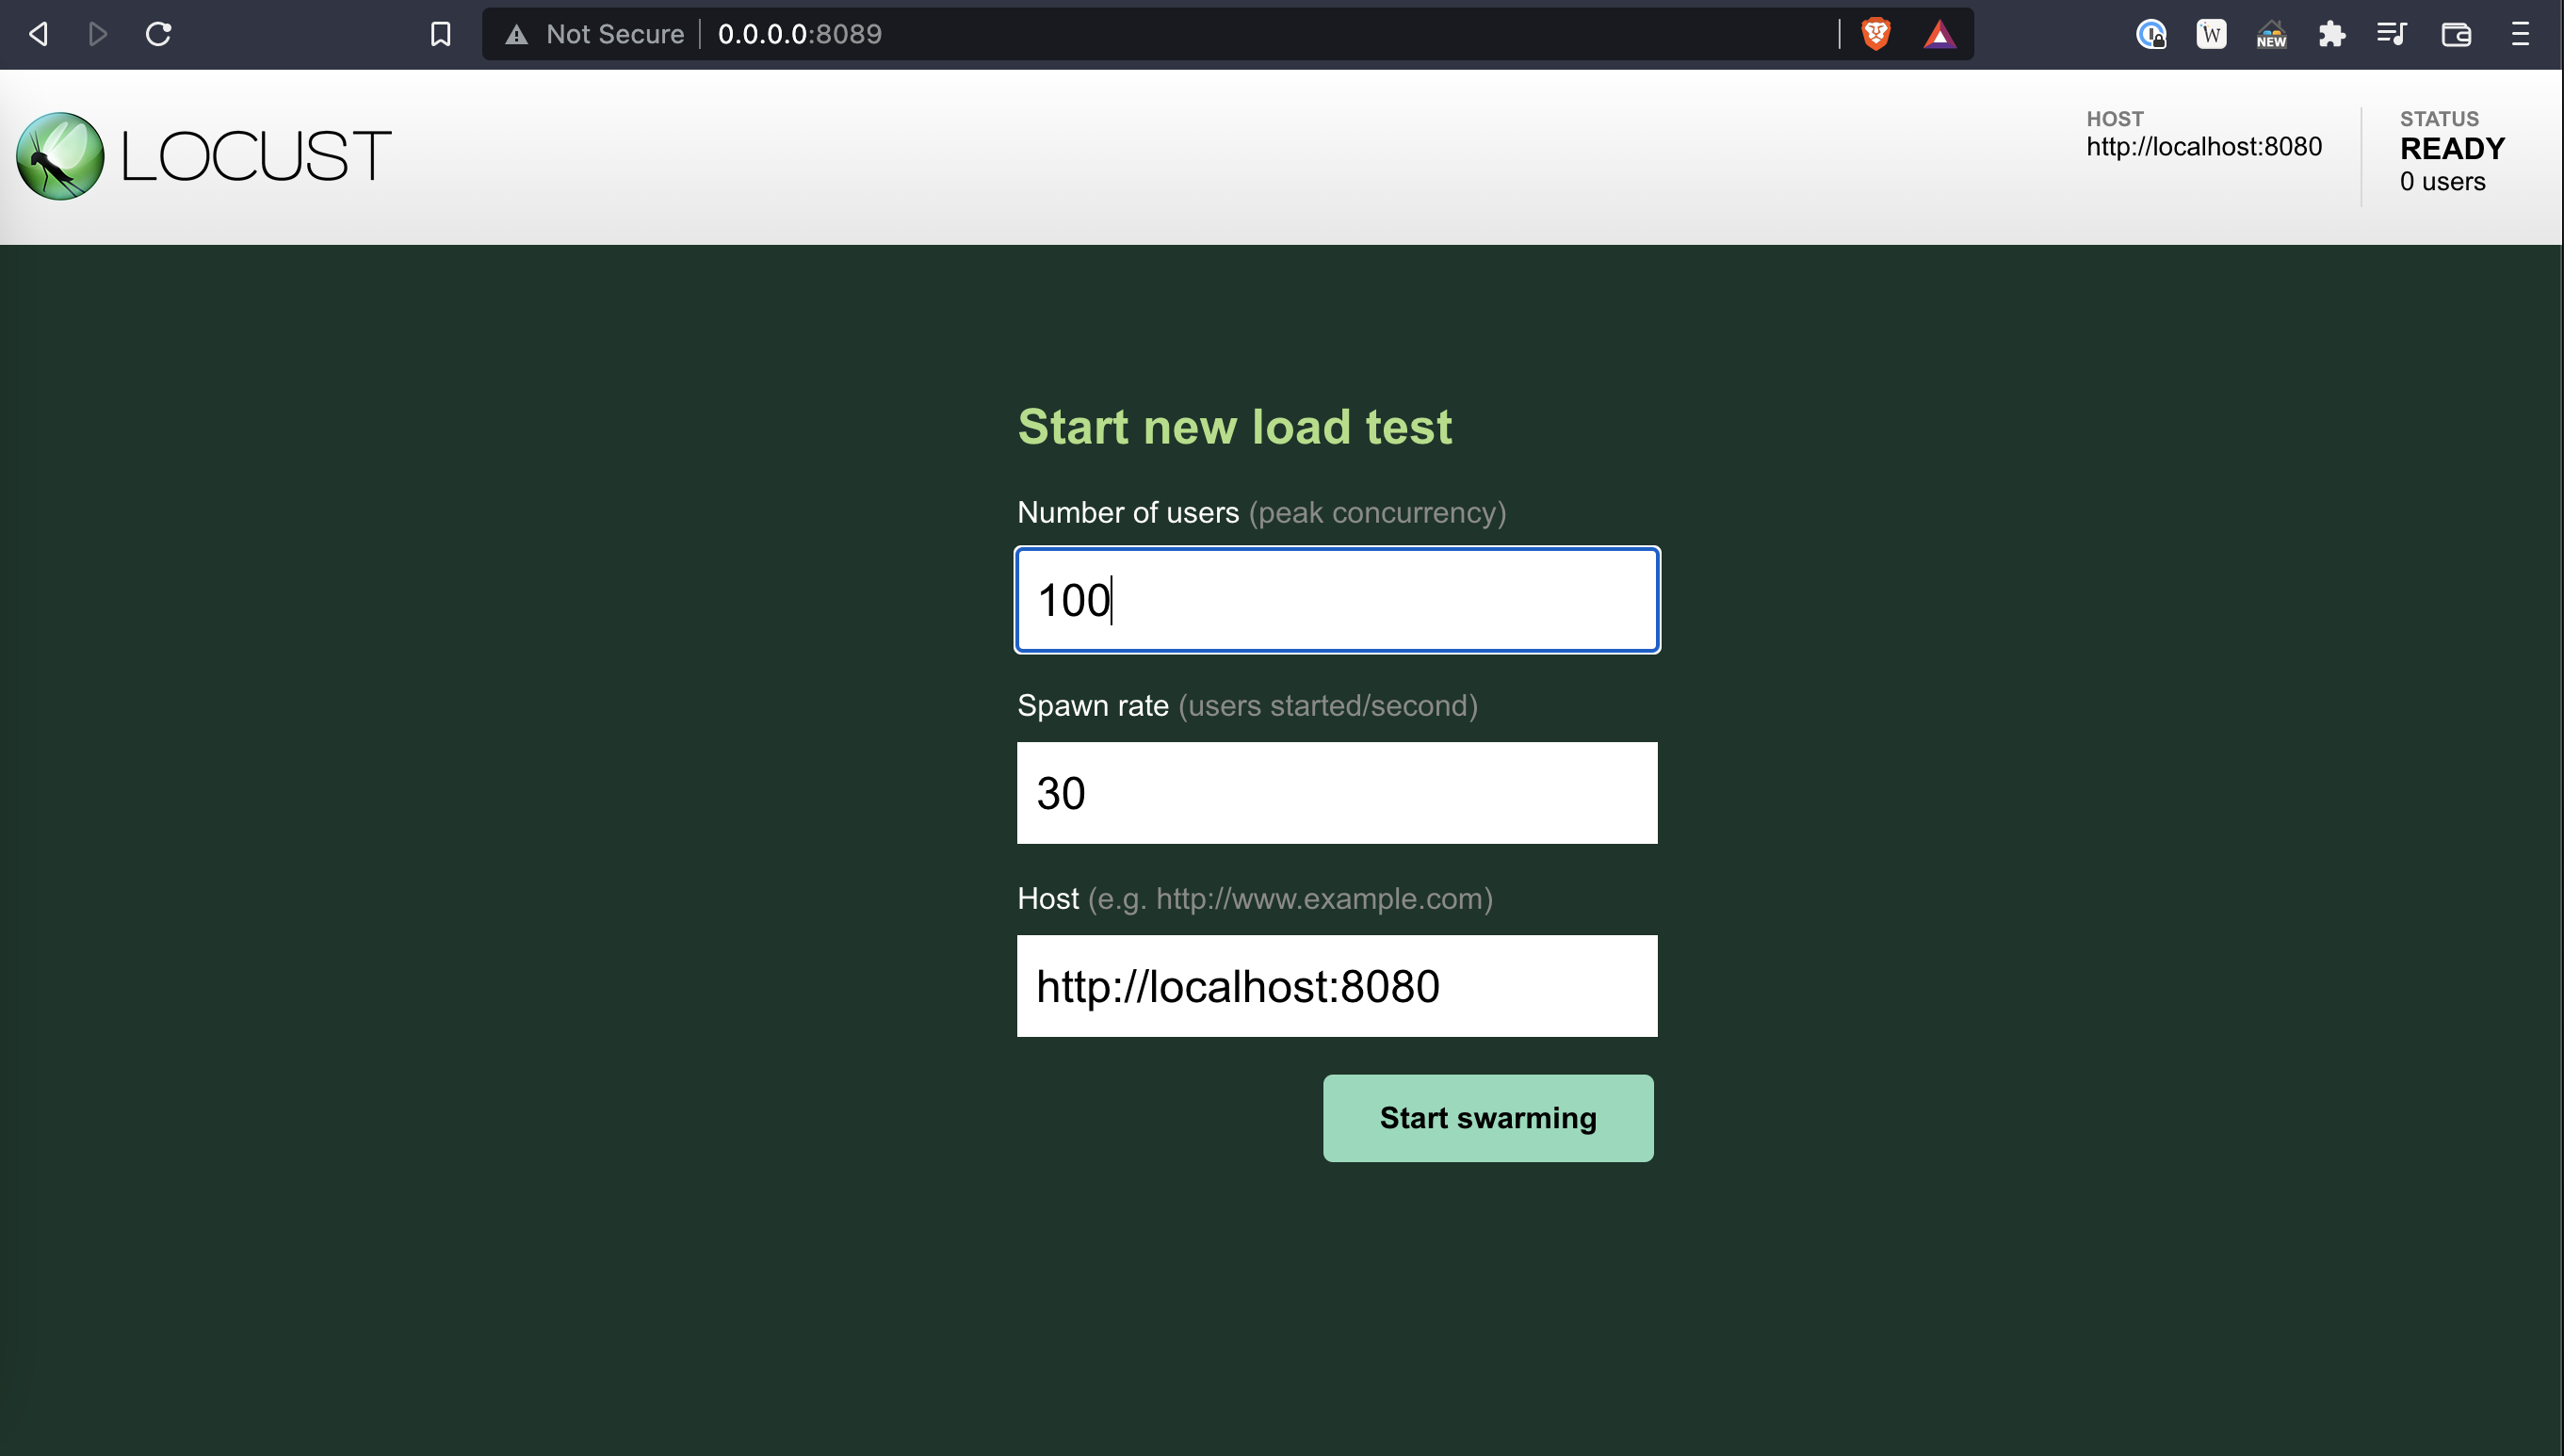 Not Secure 0.0.0.0:8089
W
NEW
LOCUST
HOST
http://localhost:8080
STATUS
READY
0 users
Start new load test
Number of users (peak concurrency)
100
Spawn rate (users started/second)
30
Host (e.g. http://www.example.com)
http://localhost:8080
Start swarming